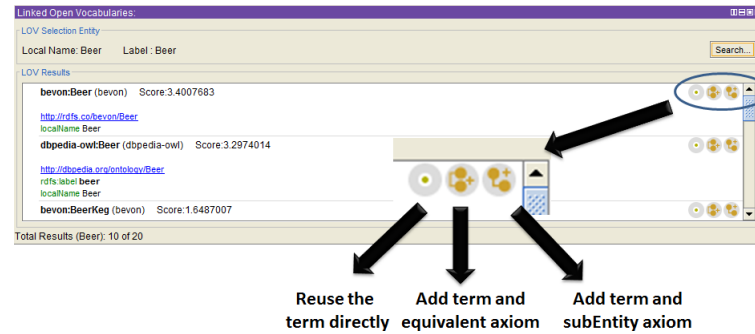 Linked Open Vocabularies:
LOV Selection Entity
Local Name: Beer Label : Beer
Search...
LOV Results
bevon:Beer (bevon) Score:3.4007683
http://rdfs.co/bevon/Beer
localName Beer
dbpedia-owl:Beer (dbpedia-owl) Score:3.2974014
http://dbpedia.org/ontology/Beer
rdfs:label beer
localName Beer
bevon:BeerKeg (bevon) Score:1.6487007
Total Results (Beer): 10 of 20
Reuse the Add term and Add term and
term directly equivalent axiom subEntity axiom